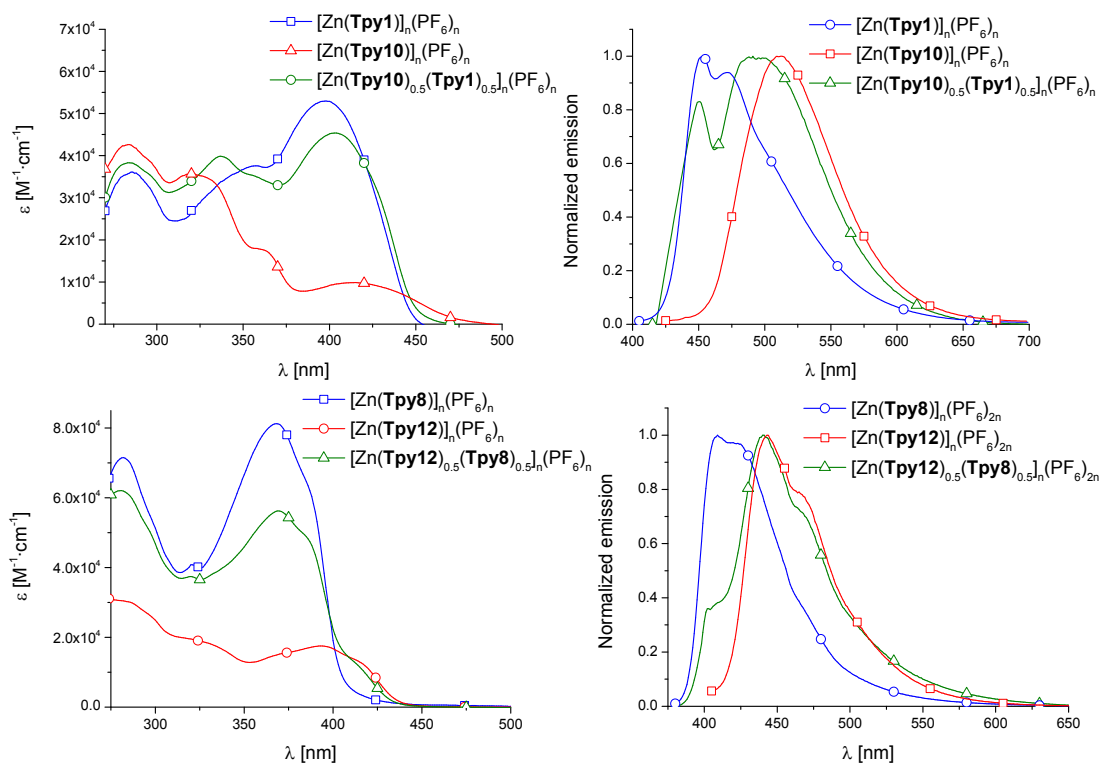 [Zn(Tpy1)]n(PF6)n
[Zn(Tpy10)]n(PF6)n
[Zn(Tpy10)0.5(Tpy1)0.5]n(PF6)n
7x10⁴
6x10⁴
5x10⁴
4x10⁴
3x10⁴
2x10⁴
1x10⁴
0
ε [M⁻¹·cm⁻¹]
300 350 400 450 500
λ [nm]
[Zn(Tpy1)]n(PF6)n
[Zn(Tpy10)]n(PF6)n
[Zn(Tpy10)0.5(Tpy1)0.5]n(PF6)n
1.0
0.8
0.6
0.4
0.2
0.0
Normalized emission
400 450 500 550 600 650 700
λ [nm]
[Zn(Tpy8)]n(PF6)n
[Zn(Tpy12)]n(PF6)n
[Zn(Tpy12)0.5(Tpy8)0.5]n(PF6)n
8.0x10⁴
6.0x10⁴
4.0x10⁴
2.0x10⁴
0.0
ε [M⁻¹·cm⁻¹]
300 350 400 450 500
λ [nm]
[Zn(Tpy8)]n(PF6)2n
[Zn(Tpy12)]n(PF6)2n
[Zn(Tpy12)0.5(Tpy8)0.5]n(PF6)2n
1.0
0.8
0.6
0.4
0.2
0.0
Normalized emission
400 450 500 550 600 650
λ [nm]